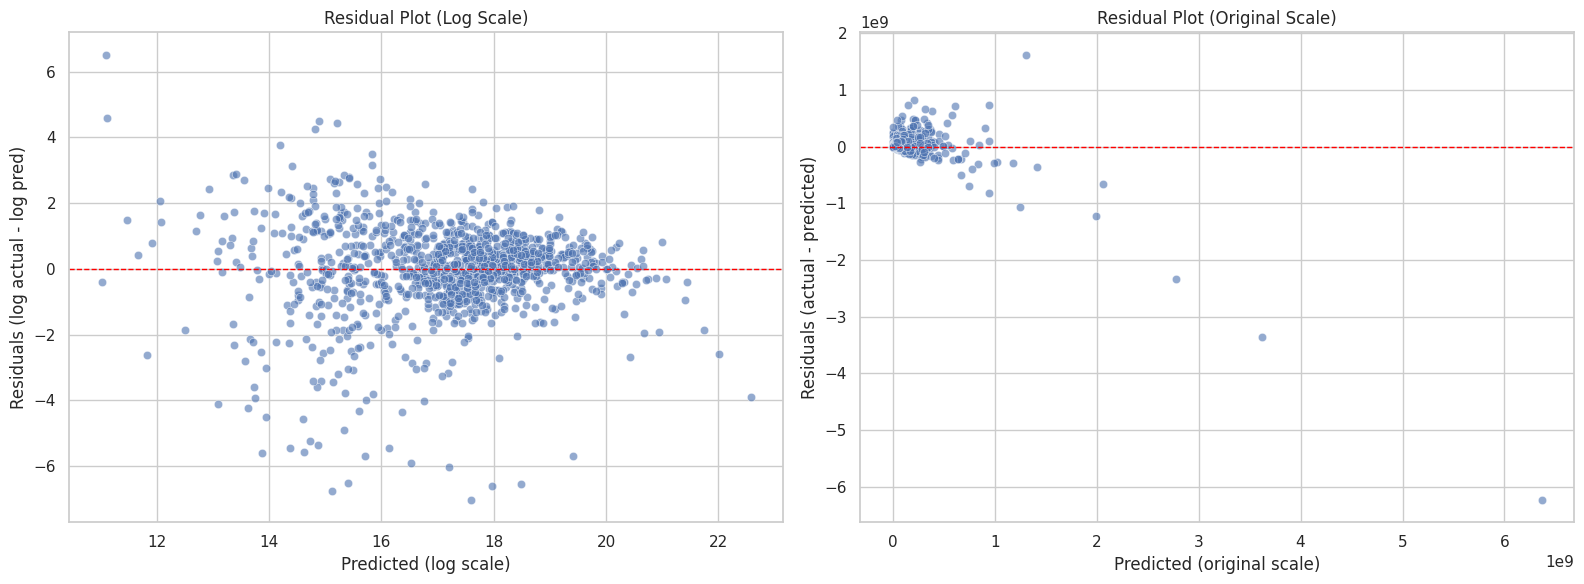 Residual Plot (Log Scale)
6
4
2
0
−2
−4
−6
12 14 16 18 20 22
Residuals (log actual - log pred)
Predicted (log scale)
Residual Plot (Original Scale)
1e9
2
1
0
−1
−2
−3
−4
−5
−6
0 1 2 3 4 5 6
1e9
Residuals (actual - predicted)
Predicted (original scale)